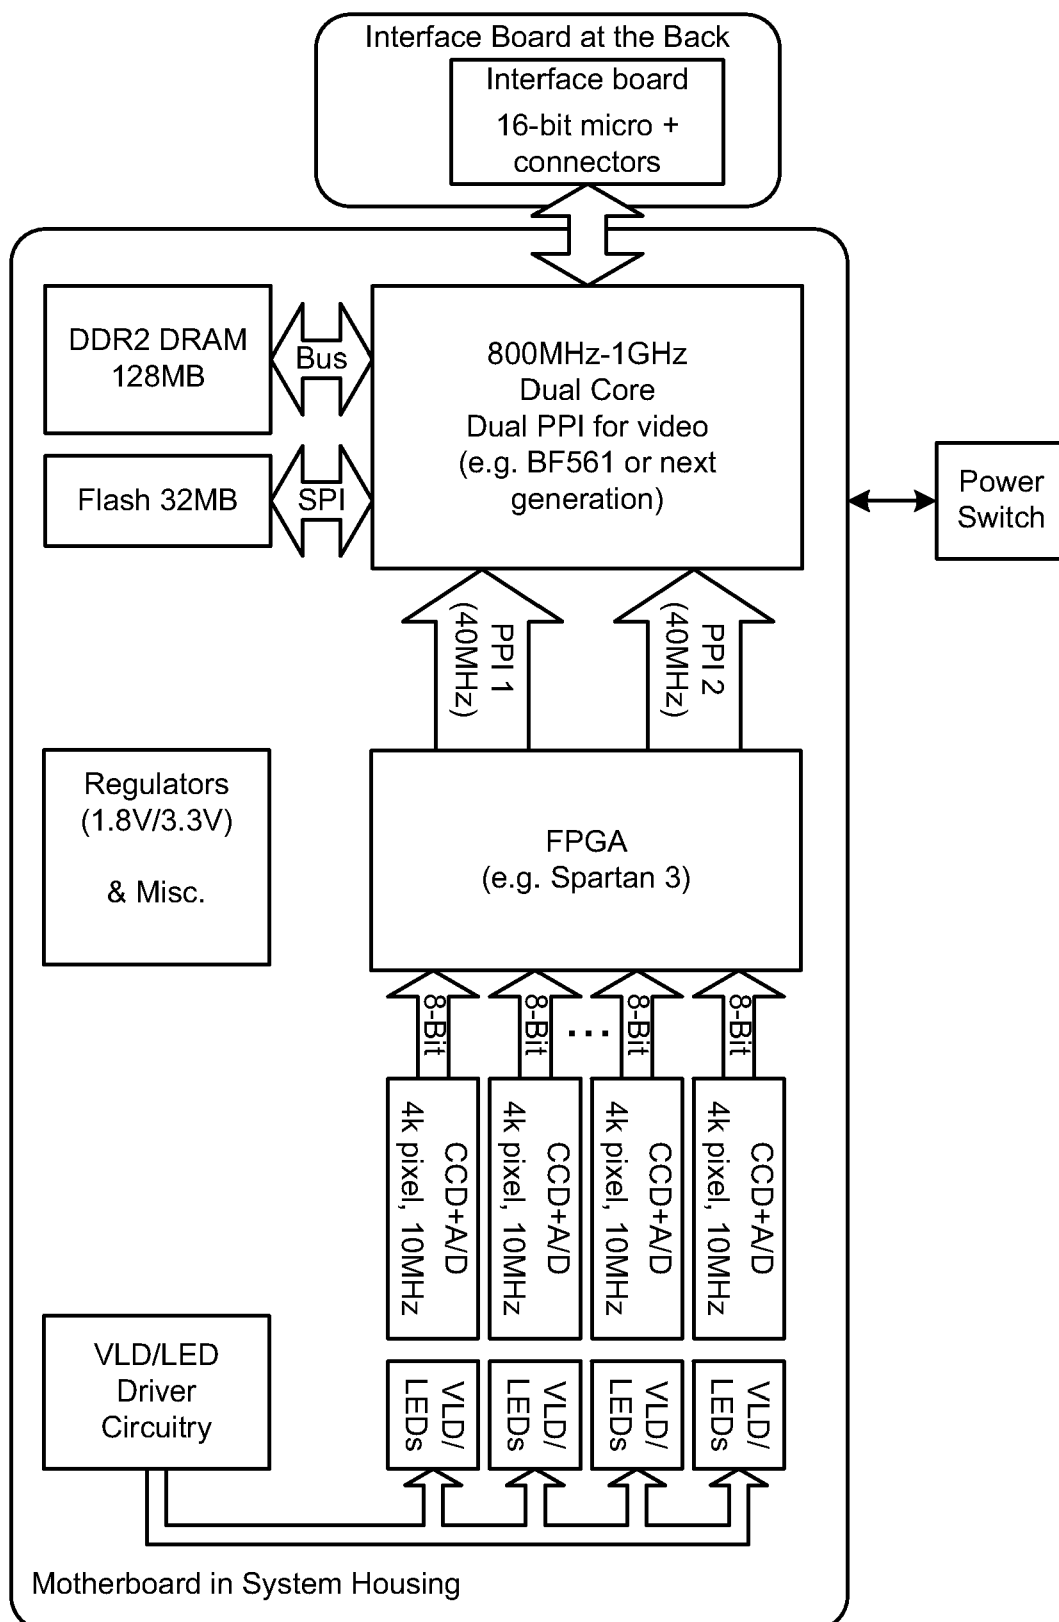 Interface Board at the Back
Interface board
16-bit micro +
connectors
DDR2 DRAM
128MB
Bus
800MHz-1GHz
Dual Core
Dual PPI for video
(e.g. BF561 or next
generation)
Flash 32MB
SPI
Power
Switch
PPI 1
(40MHz)
PPI 2
(40MHz)
Regulators
(1.8V/3.3V)
& Misc.
FPGA
(e.g. Spartan 3)
8-Bit
8-Bit
...
8-Bit
8-Bit
CCD+A/D
4k pixel, 10MHz
CCD+A/D
4k pixel, 10MHz
CCD+A/D
4k pixel, 10MHz
CCD+A/D
4k pixel, 10MHz
VLD/LED
Driver
Circuitry
VLD/
LEDs
VLD/
LEDs
VLD/
LEDs
VLD/
LEDs
Motherboard in System Housing